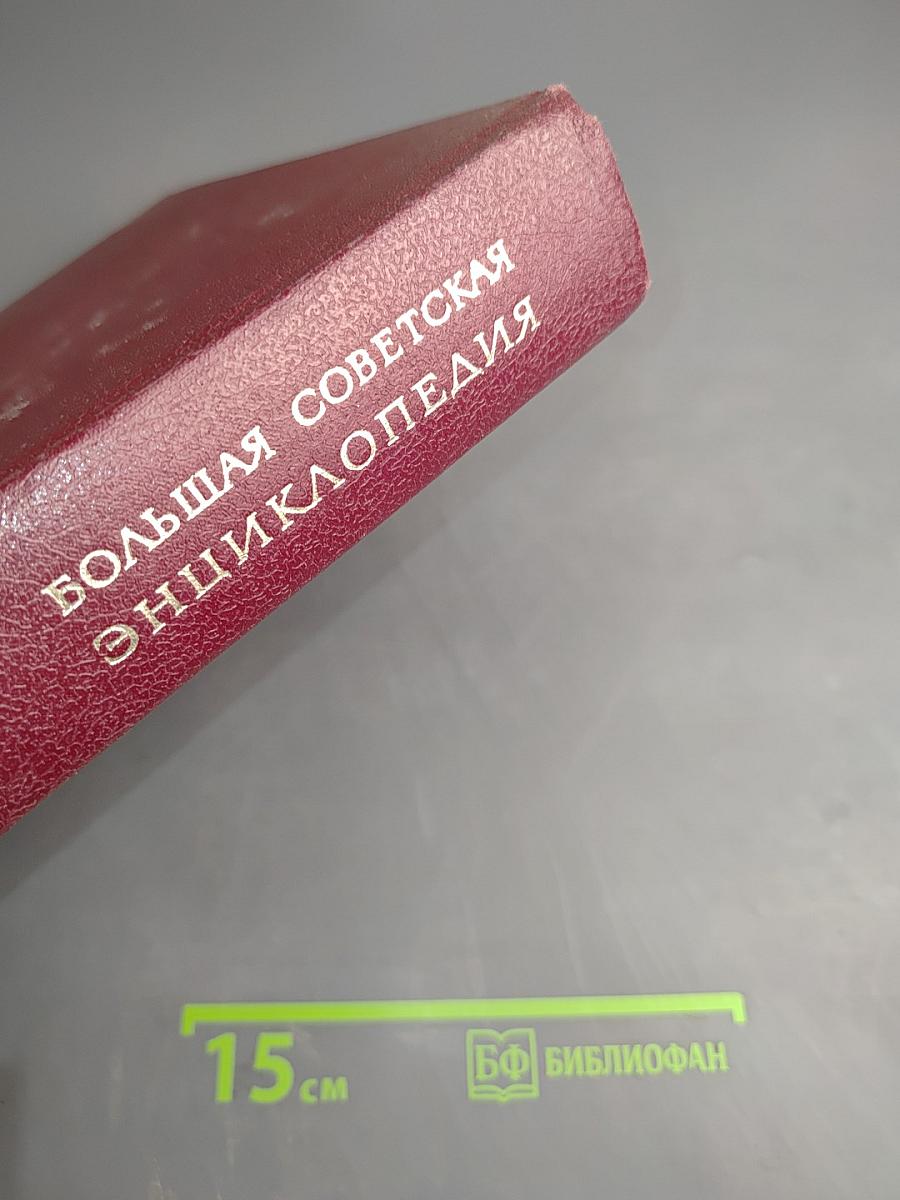 БОЛЬШАЯ СОВЕТСКАЯ
ЭНЦИКЛОПЕДИЯ
15 см
БФ БИБЛИОФАН